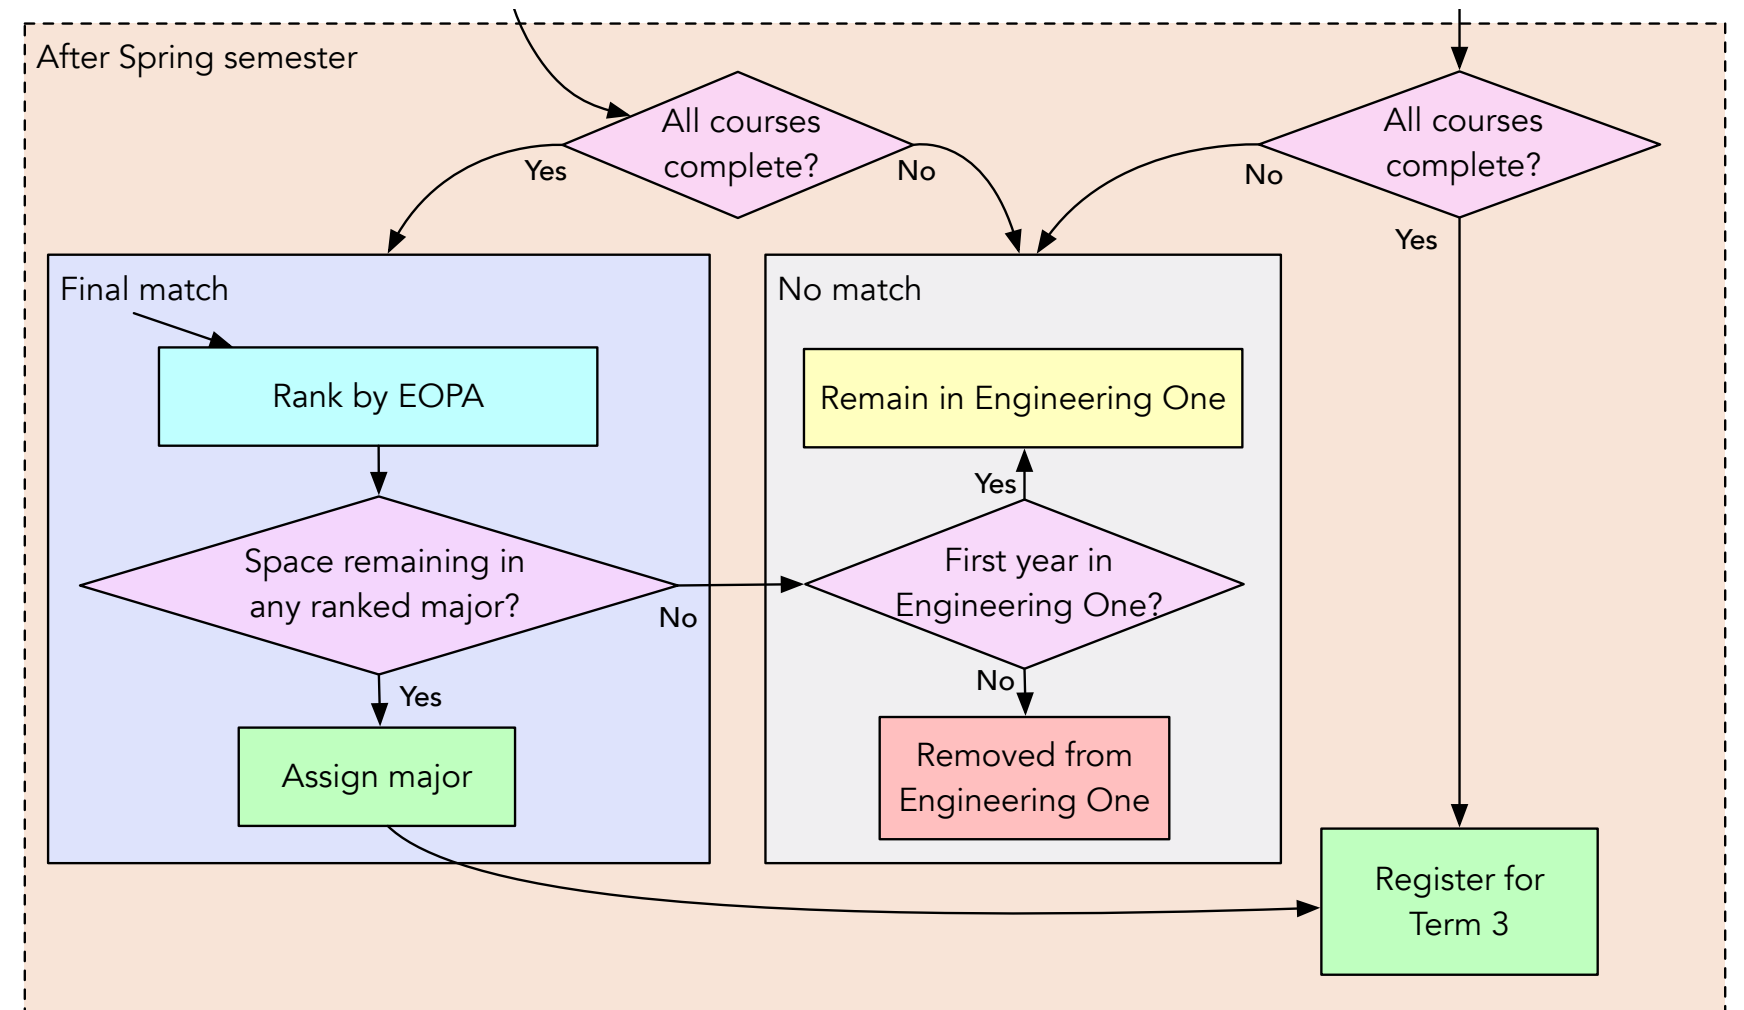 After Spring semester
All courses
complete?
Yes
No
All courses
complete?
No
Yes
Final match
Rank by EOPA
Space remaining in
any ranked major?
No
Yes
Assign major
No match
Remain in Engineering One
Yes
First year in
Engineering One?
No
Removed from
Engineering One
Register for
Term 3